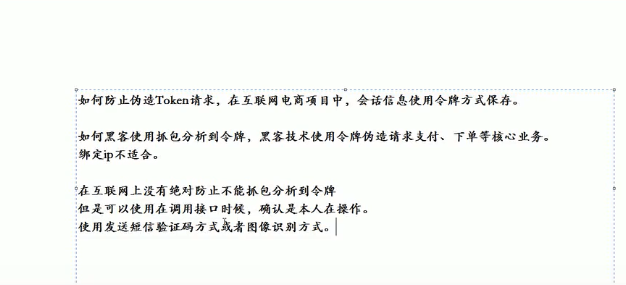 如何防止伪造Token请求，在互联网电商项目中，会话信息使用令牌方式保存。
如何黑客使用抓包分析到令牌，黑客技术使用令牌伪造请求支付、下单等核心业务。
绑定ip不适合。
在互联网上没有绝对防止不能抓包分析到令牌
但是可以使用在调用接口时候，确认是本人在操作。
使用发送短信验证码方式或者图像识别方式。